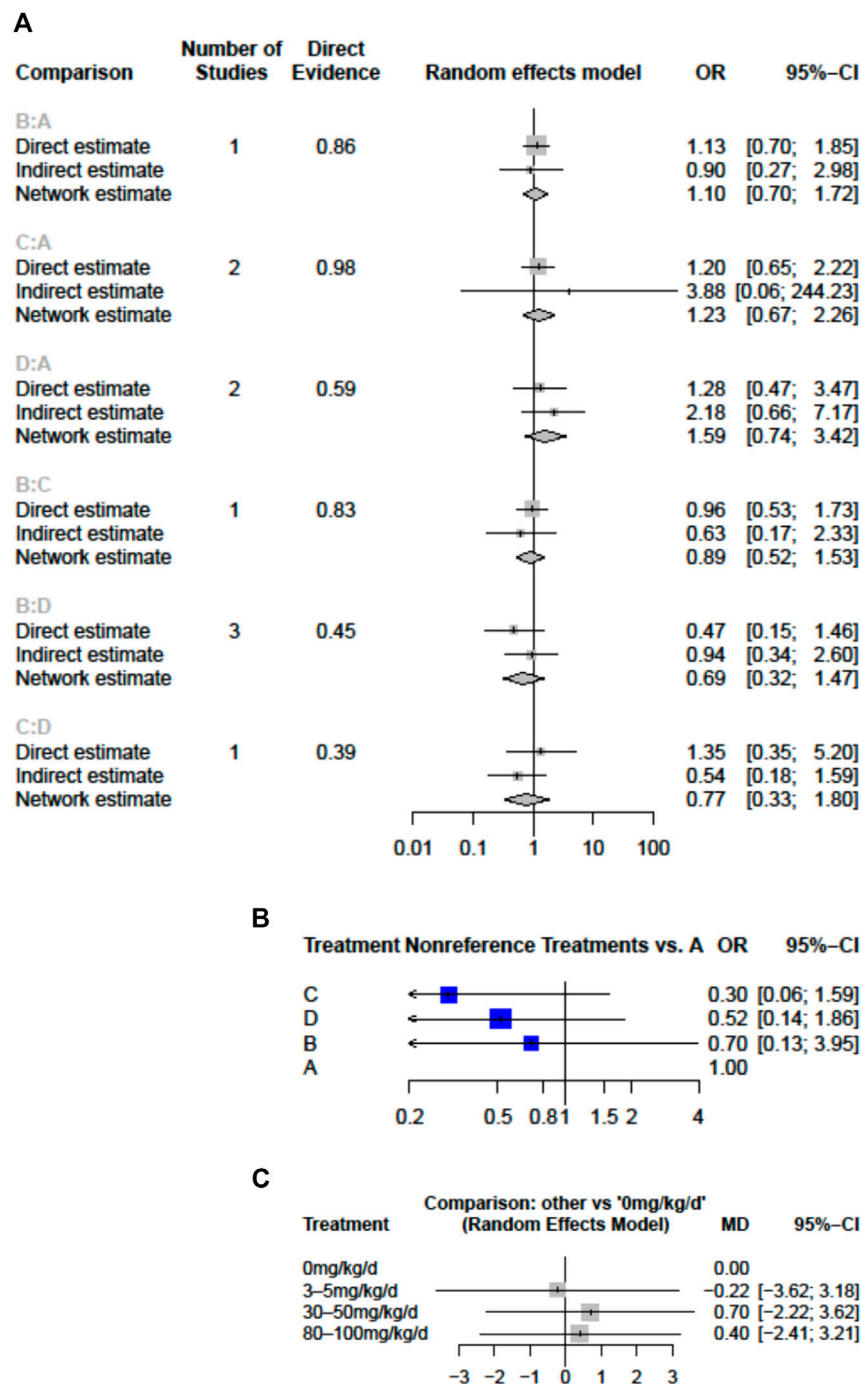 A
Comparison Number of Studies Direct Evidence Random effects model OR 95%–CI
B:A
Direct estimate 1 0.86 1.13 [0.70; 1.85]
Indirect estimate 0.90 [0.27; 2.98]
Network estimate 1.10 [0.70; 1.72]
C:A
Direct estimate 2 0.98 1.20 [0.65; 2.22]
Indirect estimate 3.88 [0.06; 244.23]
Network estimate 1.23 [0.67; 2.26]
D:A
Direct estimate 2 0.59 1.28 [0.47; 3.47]
Indirect estimate 2.18 [0.66; 7.17]
Network estimate 1.59 [0.74; 3.42]
B:C
Direct estimate 1 0.83 0.96 [0.53; 1.73]
Indirect estimate 0.63 [0.17; 2.33]
Network estimate 0.89 [0.52; 1.53]
B:D
Direct estimate 3 0.45 0.47 [0.15; 1.46]
Indirect estimate 0.94 [0.34; 2.60]
Network estimate 0.69 [0.32; 1.47]
C:D
Direct estimate 1 0.39 1.35 [0.35; 5.20]
Indirect estimate 0.54 [0.18; 1.59]
Network estimate 0.77 [0.33; 1.80]
0.01 0.1 1 10 100
B
Treatment Nonreference Treatments vs. A OR 95%–CI
C 0.30 [0.06; 1.59]
D 0.52 [0.14; 1.86]
B 0.70 [0.13; 3.95]
A 1.00
0.2 0.5 0.8 1 1.5 2 4
C
Comparison: other vs '0mg/kg/d'
Treatment (Random Effects Model) MD 95%–CI
0mg/kg/d 0.00
3–5mg/kg/d −0.22 [−3.62; 3.18]
30–50mg/kg/d 0.70 [−2.22; 3.62]
80–100mg/kg/d 0.40 [−2.41; 3.21]
−3 −2 −1 0 1 2 3